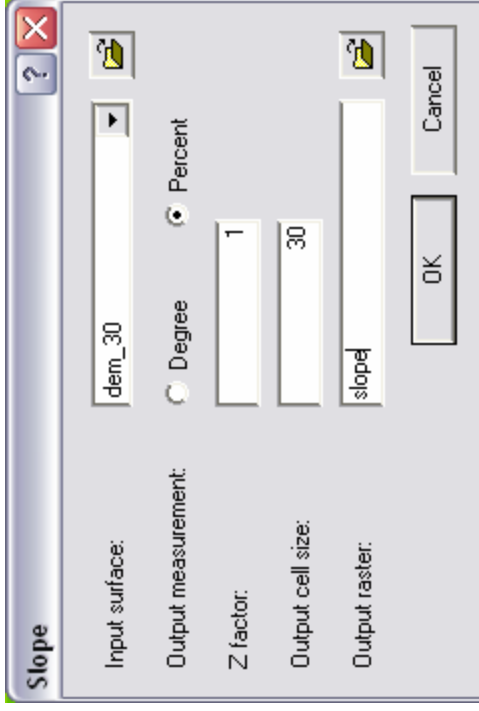 Slope ?
Input surface: dem_30
Output measurement: Degree Percent
Z factor: 1
Output cell size: 30
Output raster: slope
OK Cancel